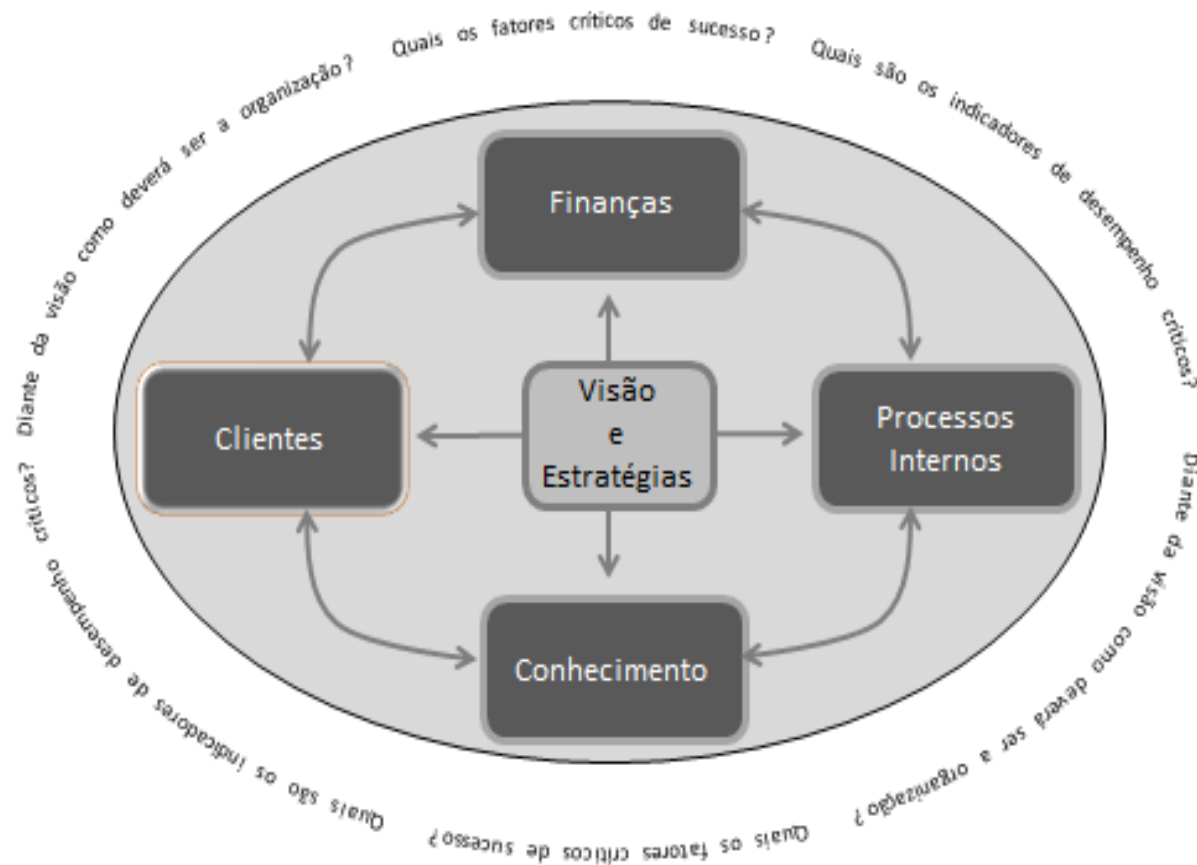 Diante da visão como deverá ser a organização? Quais os fatores críticos de sucesso? Quais são os indicadores de desempenho críticos?
Finanças
Clientes
Visão
e
Estratégias
Processos
Internos
Conhecimento
Diante da visão como deverá ser a organização? Quais os fatores críticos de sucesso? Quais são os indicadores de desempenho críticos?